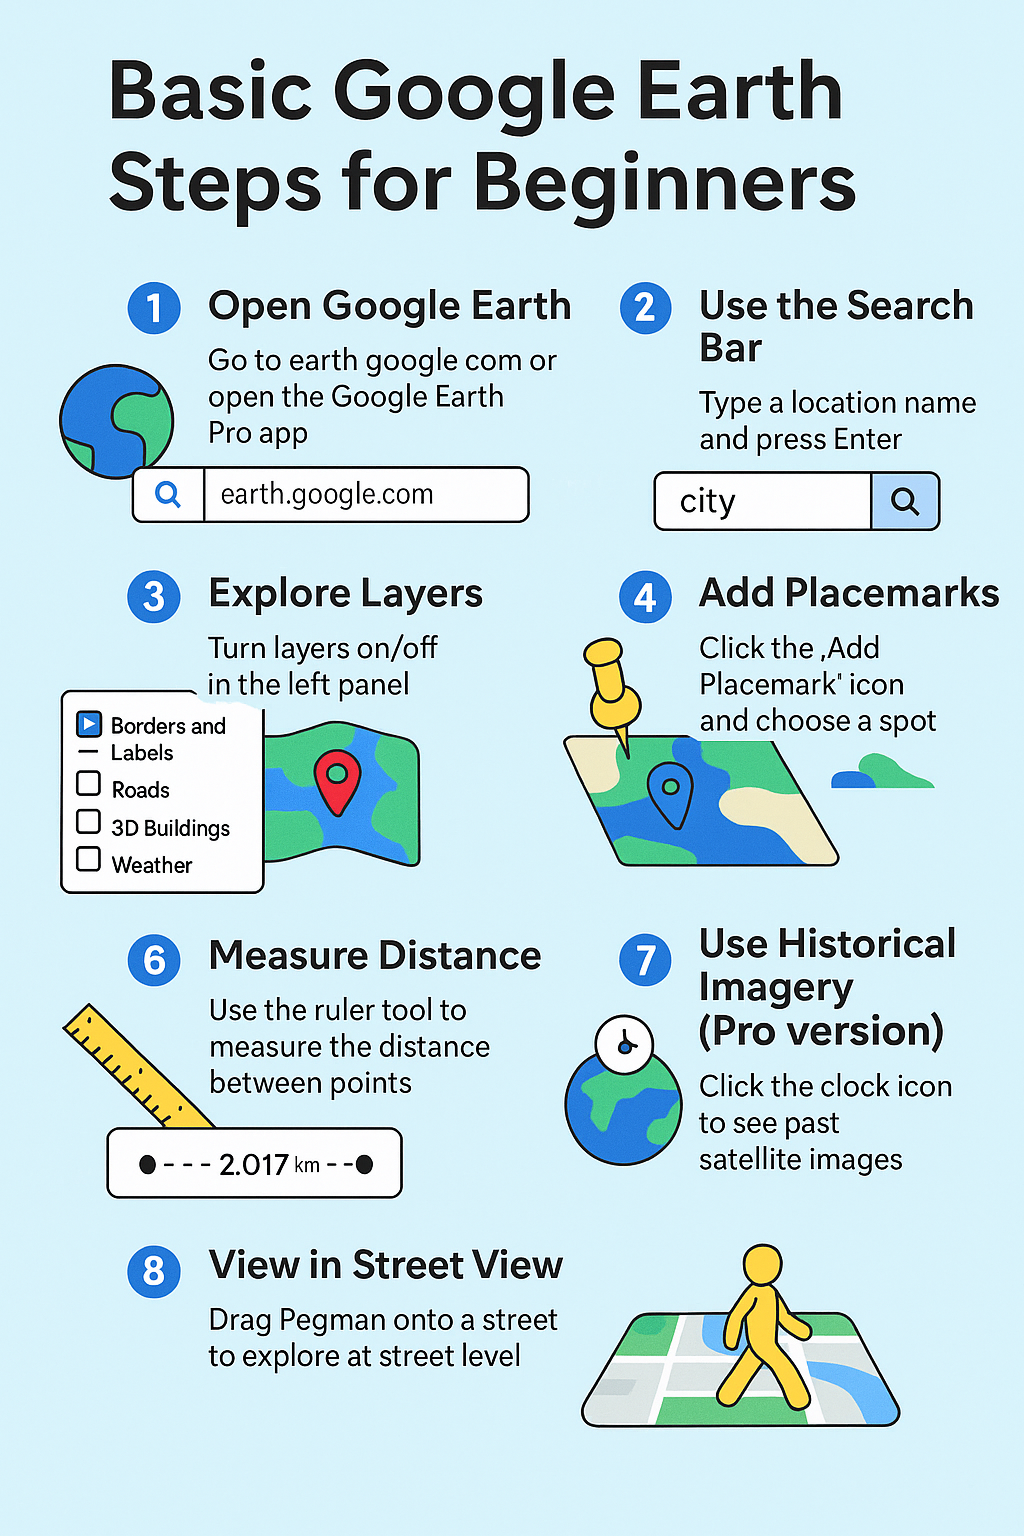 Basic Google Earth
Steps for Beginners
1
Open Google Earth
Go to earth google com or
open the Google Earth
Pro app
earth.google.com
2
Use the Search
Bar
Type a location name
and press Enter
city
3
Explore Layers
Turn layers on/off
in the left panel
Borders and
Labels
Roads
3D Buildings
Weather
4
Add Placemarks
Click the ‚Add
Placemark' icon
and choose a spot
6
Measure Distance
Use the ruler tool to
measure the distance
between points
2.017 km
7
Use Historical
Imagery
(Pro version)
Click the clock icon
to see past
satellite images
8
View in Street View
Drag Pegman onto a street
to explore at street level